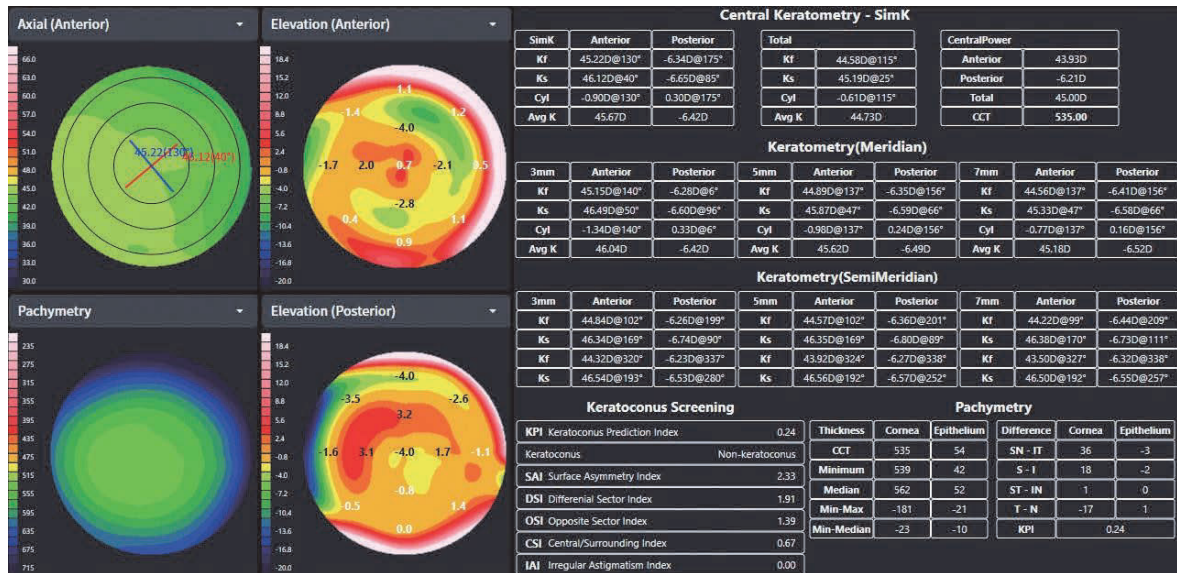 Axial (Anterior)
66.0
63.0
60.0
57.0
54.0
51.0
48.0
45.0
42.0
39.0
36.0
33.0
30.0
45.22(130°)
46.12(40°)
Elevation (Anterior)
18.4
15.2
12.0
8.8
5.6
2.4
-0.8
-4.0
-7.2
-10.4
-13.6
-16.8
-20.0
1.1
-1.4 1.2
-4.0
-1.7 2.0 0.7 -2.1 0.5
-2.8
0.4 1.1
0.9
Pachymetry
235
275
315
355
395
435
475
515
555
595
635
675
715
Elevation (Posterior)
18.4
15.2
12.0
8.8
5.6
2.4
-0.8
-4.0
-7.2
-10.4
-13.6
-16.8
-20.0
-4.0
-3.5 -2.6
3.2
-1.6 3.1 -4.0 1.7 -1.1
-0.8
-0.5 1.4
0.0
Central Keratometry - SimK
SimK Anterior Posterior
Kf 45.22D@130° -6.34D@175°
Ks 46.12D@40° -6.65D@85°
Cyl -0.90D@130° 0.30D@175°
Avg K 45.67D -6.42D
Total
Kf 44.58D@115°
Ks 45.19D@25°
Cyl -0.61D@115°
Avg K 44.73D
CentralPower
Anterior 43.93D
Posterior -6.21D
Total 45.00D
CCT 535.00
Keratometry(Meridian)
3mm Anterior Posterior 5mm Anterior Posterior 7mm Anterior Posterior
Kf 45.15D@140° -6.28D@6° Kf 44.89D@137° -6.35D@156° Kf 44.56D@137° -6.41D@156°
Ks 46.49D@50° -6.60D@96° Ks 45.87D@47° -6.59D@66° Ks 45.33D@47° -6.58D@66°
Cyl -1.34D@140° 0.33D@6° Cyl -0.98D@137° 0.24D@156° Cyl -0.77D@137° 0.16D@156°
Avg K 46.04D -6.42D Avg K 45.62D -6.49D Avg K 45.18D -6.52D
Keratometry(SemiMeridian)
3mm Anterior Posterior 5mm Anterior Posterior 7mm Anterior Posterior
Kf 44.84D@102° -6.26D@199° Kf 44.57D@102° -6.36D@201° Kf 44.22D@99° -6.44D@209°
Ks 46.34D@169° -6.74D@90° Ks 46.35D@169° -6.80D@89° Ks 46.38D@170° -6.73D@111°
Kf 44.32D@320° -6.23D@337° Kf 43.92D@324° -6.27D@338° Kf 43.50D@327° -6.32D@338°
Ks 46.54D@193° -6.53D@280° Ks 46.56D@192° -6.57D@252° Ks 46.50D@192° -6.55D@257°
Keratoconus Screening
KPI Keratoconus Prediction Index 0.24
Keratoconus Non-keratoconus
SAI Surface Asymmetry Index 2.33
DSI Differenial Sector Index 1.91
OSI Opposite Sector Index 1.39
CSI Central/Surrounding Index 0.67
IAI Irregular Astigmatism Index 0.00
Pachymetry
Thickness Cornea Epithelium Difference Cornea Epithelium
CCT 535 54 SN - IT 36 -3
Minimum 539 42 S - I 18 -2
Median 562 52 ST - IN 1 0
Min-Max -181 -21 T - N -17 1
Min-Median -23 -10 KPI 0.24